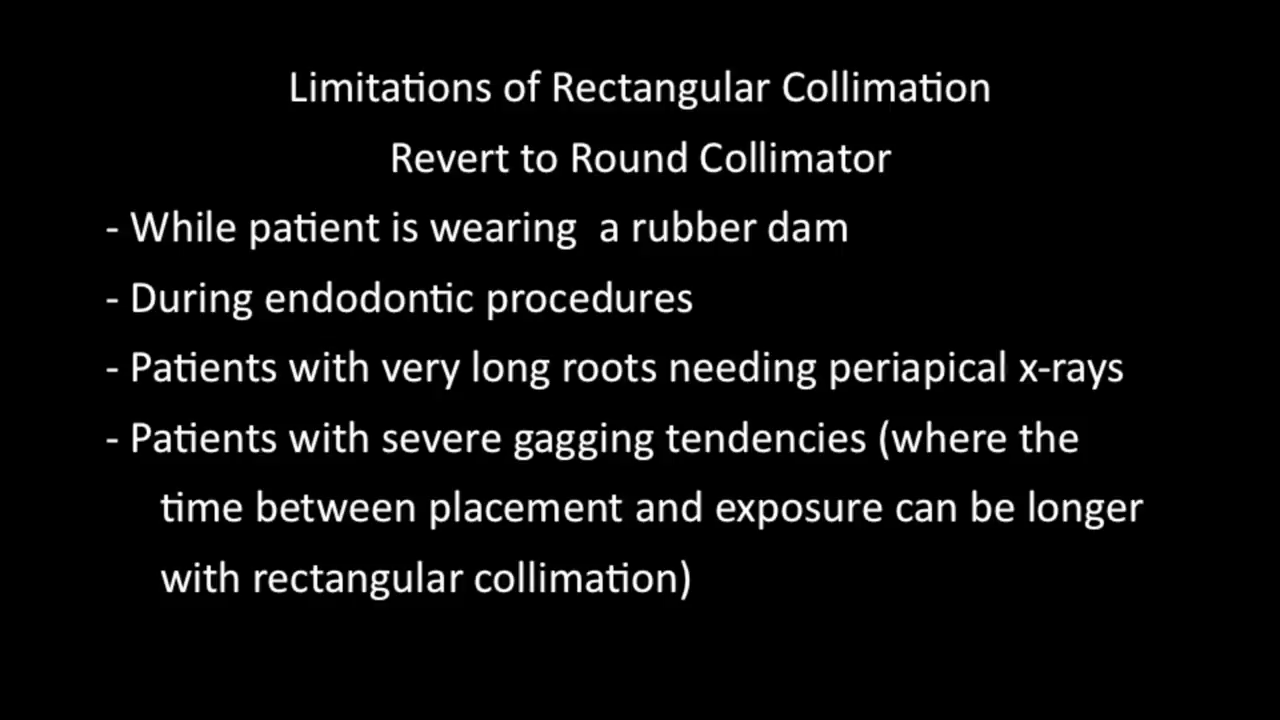 Limitations of Rectangular Collimation
Revert to Round Collimator
- While patient is wearing  a rubber dam
- During endodontic procedures
- Patients with very long roots needing periapical x-rays
- Patients with severe gagging tendencies (where the
time between placement and exposure can be longer
with rectangular collimation)